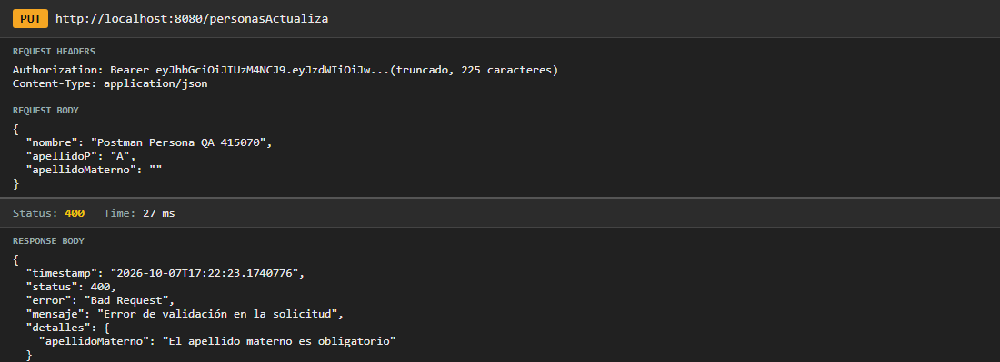 PUT http://localhost:8080/personasActualiza
REQUEST HEADERS
Authorization: Bearer eyJhbGciOiJIUzM4NCJ9.eyJzdWIiOiJw...(truncado, 225 caracteres)
Content-Type: application/json
REQUEST BODY
{
  "nombre": "Postman Persona QA 415070",
  "apellidoP": "A",
  "apellidoMaterno": ""
}
Status: 400 Time: 27 ms
RESPONSE BODY
{
  "timestamp": "2026-10-07T17:22:23.1740776",
  "status": 400,
  "error": "Bad Request",
  "mensaje": "Error de validación en la solicitud",
  "detalles": {
    "apellidoMaterno": "El apellido materno es obligatorio"
  }